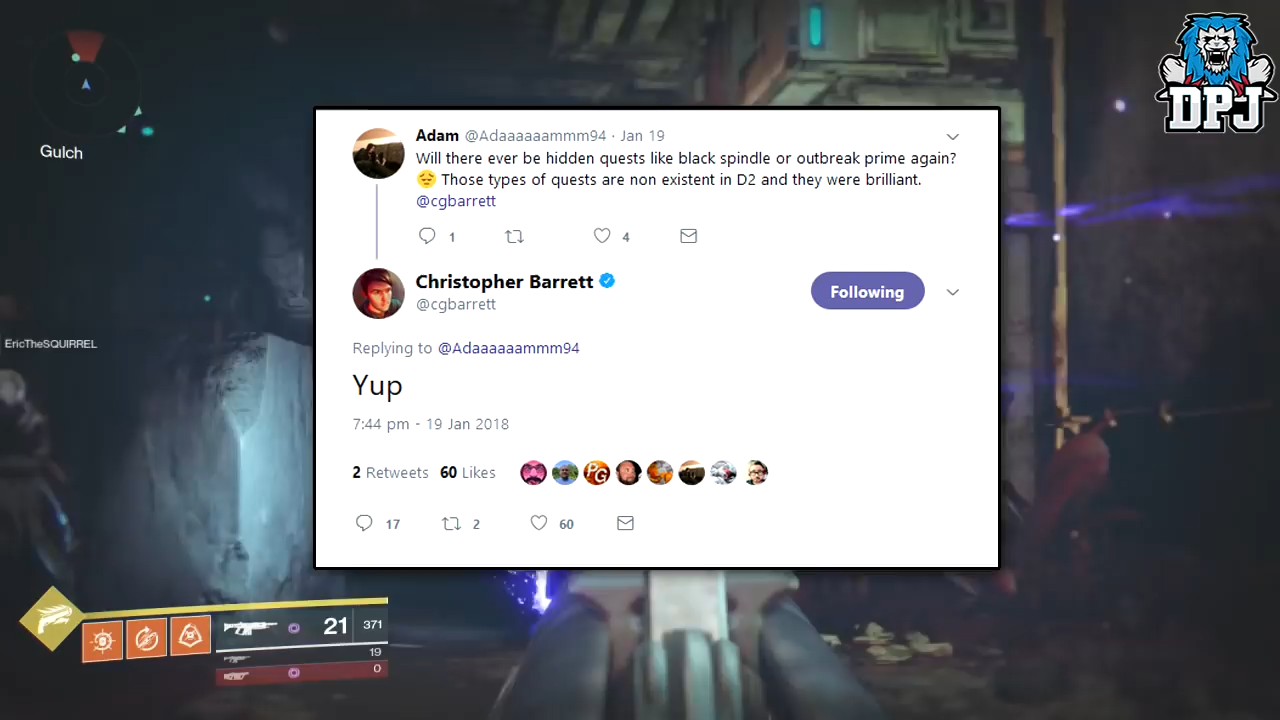 DPJ
Gulch
EricTheSQUIRREL
Adam @Adaaaaaammm94 · Jan 19
Will there ever be hidden quests like black spindle or outbreak prime again?
😔 Those types of quests are non existent in D2 and they were brilliant.
@cgbarrett
1 4
Christopher Barrett
@cgbarrett
Following
Replying to @Adaaaaaammm94
Yup
7:44 pm - 19 Jan 2018
2 Retweets 60 Likes
PG
17 2 60
21 371
19
0